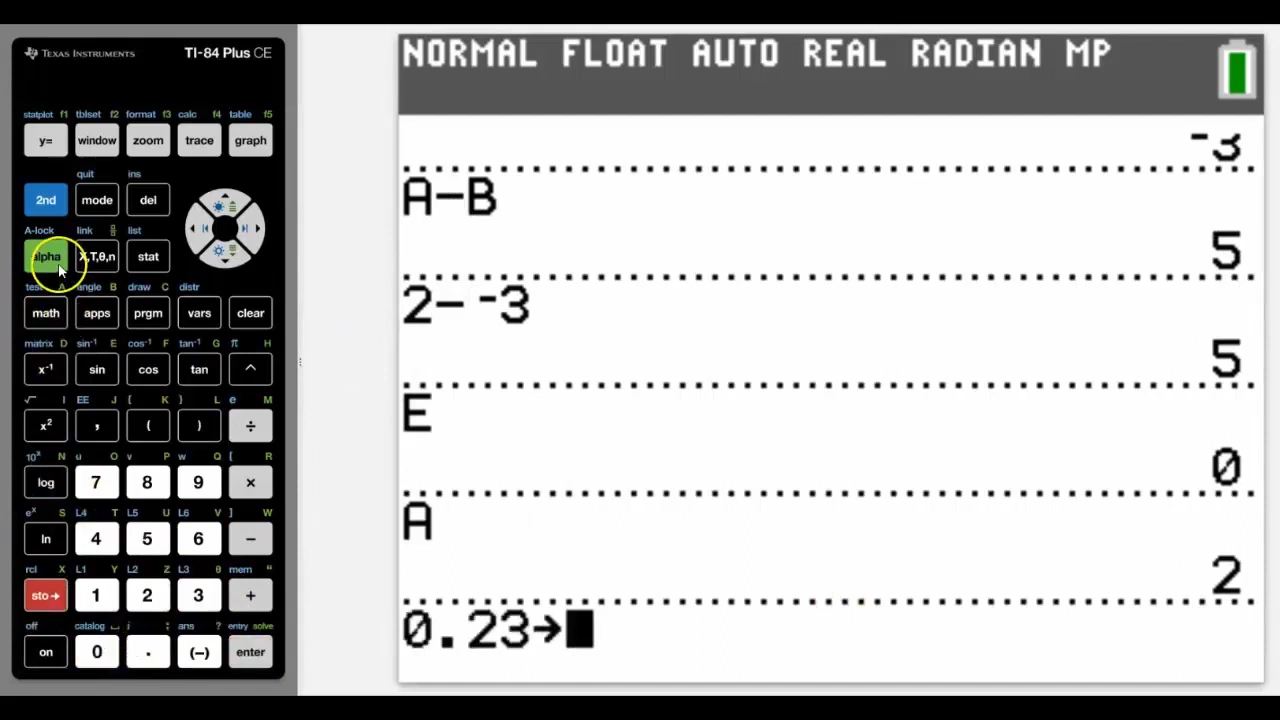 TEXAS INSTRUMENTS TI-84 Plus CE
statplot f1 tblset f2 format f3 calc f4 table f5
y= window zoom trace graph
quit ins
2nd mode del
A-lock link list
alpha X,T,θ,n stat
A angle B draw C distr
math apps prgm vars clear
matrix D sin⁻¹ E cos⁻¹ F tan⁻¹ G π H
x⁻¹ sin cos tan ^
√ I EE J { K } L e M
x² , ( ) ÷
10ˣ N u O v P w Q [ R
log 7 8 9 ×
eˣ S L4 T L5 U L6 V ] W
ln 4 5 6 −
rcl X L1 Y L2 Z L3 θ mem "
sto→ 1 2 3 +
off catalog i : ans ? entry solve
on 0 . (−) enter
NORMAL FLOAT AUTO REAL RADIAN MP
-3
A-B
5
2- -3
5
E
0
A
2
0.23→